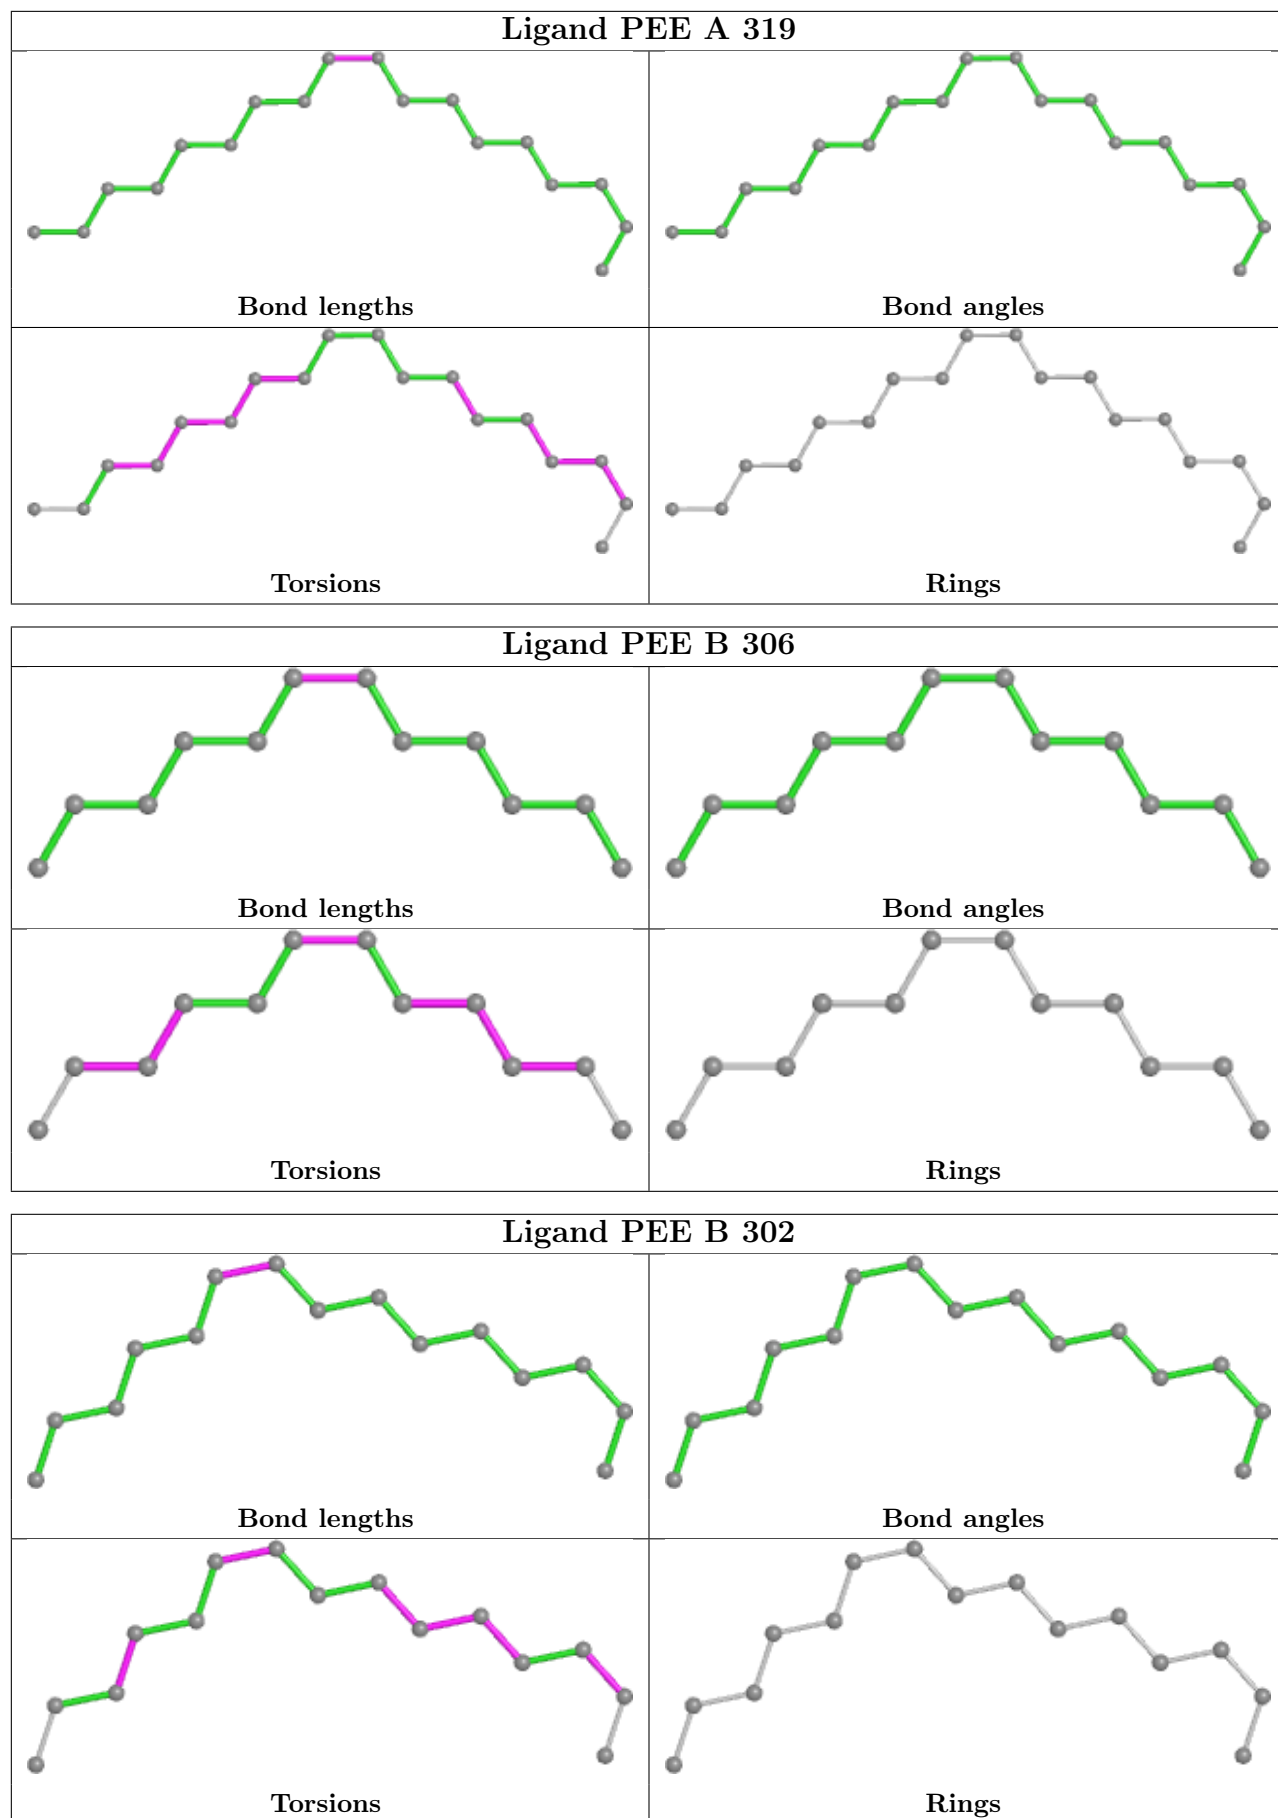 Ligand PEE A 319
Bond lengths
Bond angles
Torsions
Rings
Ligand PEE B 306
Bond lengths
Bond angles
Torsions
Rings
Ligand PEE B 302
Bond lengths
Bond angles
Torsions
Rings